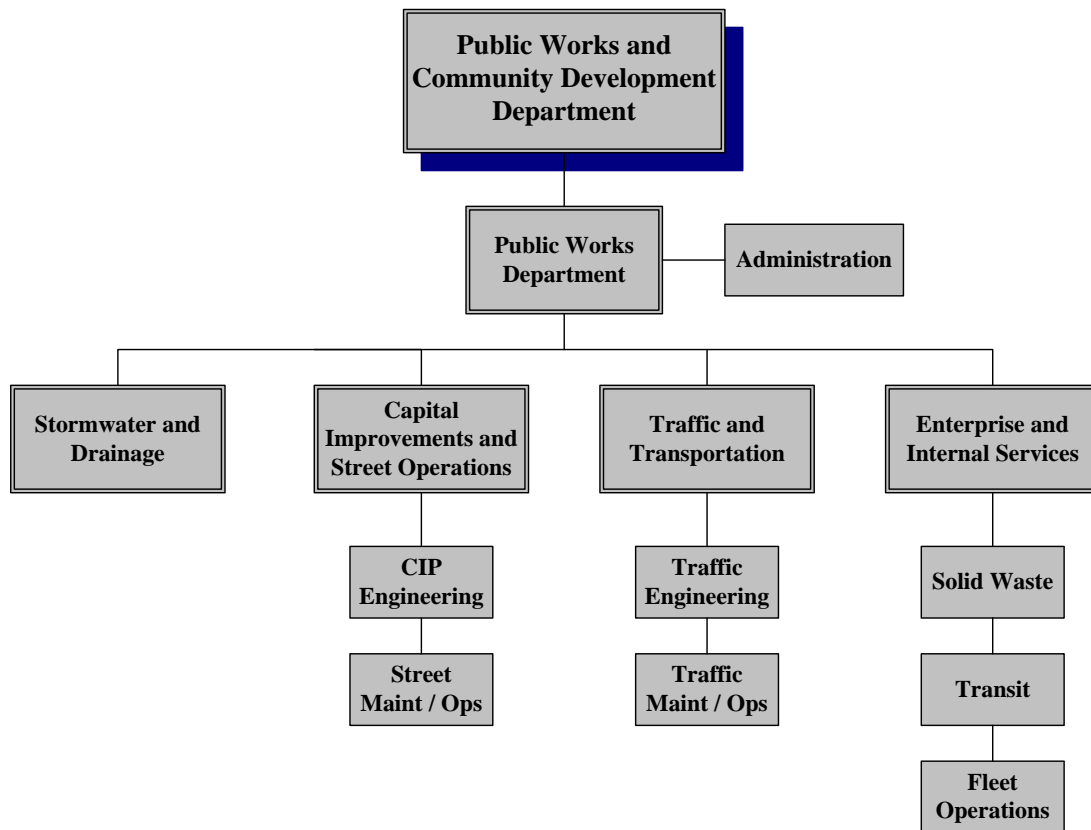 Public Works and
Community Development
Department
Public Works
Department
Administration
Stormwater and
Drainage
Capital
Improvements and
Street Operations
Traffic and
Transportation
Enterprise and
Internal Services
CIP
Engineering
Traffic
Engineering
Solid Waste
Street
Maint / Ops
Traffic
Maint / Ops
Transit
Fleet
Operations